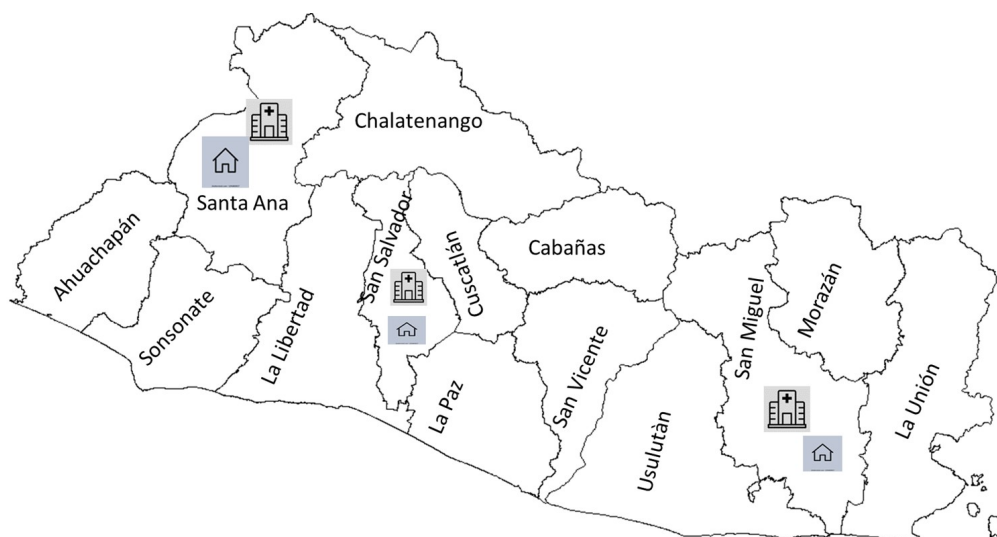 Chalatenango
Santa Ana
Ahuachapán
Sonsonate
La Libertad
San Salvador
Cuscatlán
Cabañas
La Paz
San Vicente
Usulutàn
San Miguel
Morazán
La Unión